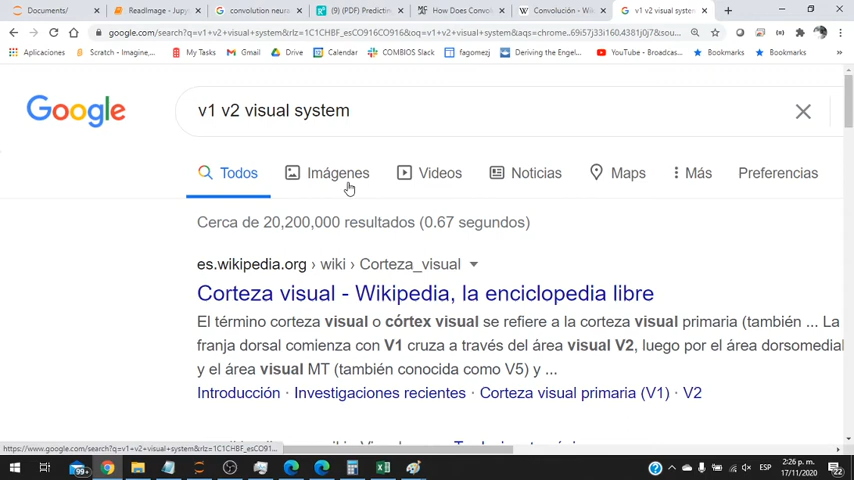 Documents/
ReadImage - Jupy
convolution neura
(9) (PDF) Predictin
How Does Convol
Convolución - Wik
v1 v2 visual system
google.com/search?q=v1+v2+visual+system&rlz=1C1CHBF_esCO916CO916&oq=v1+v2+visual+system&aqs=chrome..69i57j33i160.4381j0j7&sou...
Aplicaciones
Scratch - Imagine,...
My Tasks
Gmail
Drive
Calendar
COMBIOS Slack
fagomezj
Deriving the Engel...
YouTube - Broadcas...
Bookmarks
Bookmarks
»
Google
v1 v2 visual system
Todos
Imágenes
Videos
Noticias
Maps
Más
Preferencias
Cerca de 20,200,000 resultados (0.67 segundos)
es.wikipedia.org › wiki › Corteza_visual
Corteza visual - Wikipedia, la enciclopedia libre
El término corteza visual o córtex visual se refiere a la corteza visual primaria (también ... La
franja dorsal comienza con V1 cruza a través del área visual V2, luego por el área dorsomedial
y el área visual MT (también conocida como V5) y ...
Introducción · Investigaciones recientes · Corteza visual primaria (V1) · V2
https://www.google.com/search?q=v1+v2+visual+system&rlz=1C1CHBF_esCO91...
99+
ESP
2:26 p. m.
17/11/2020